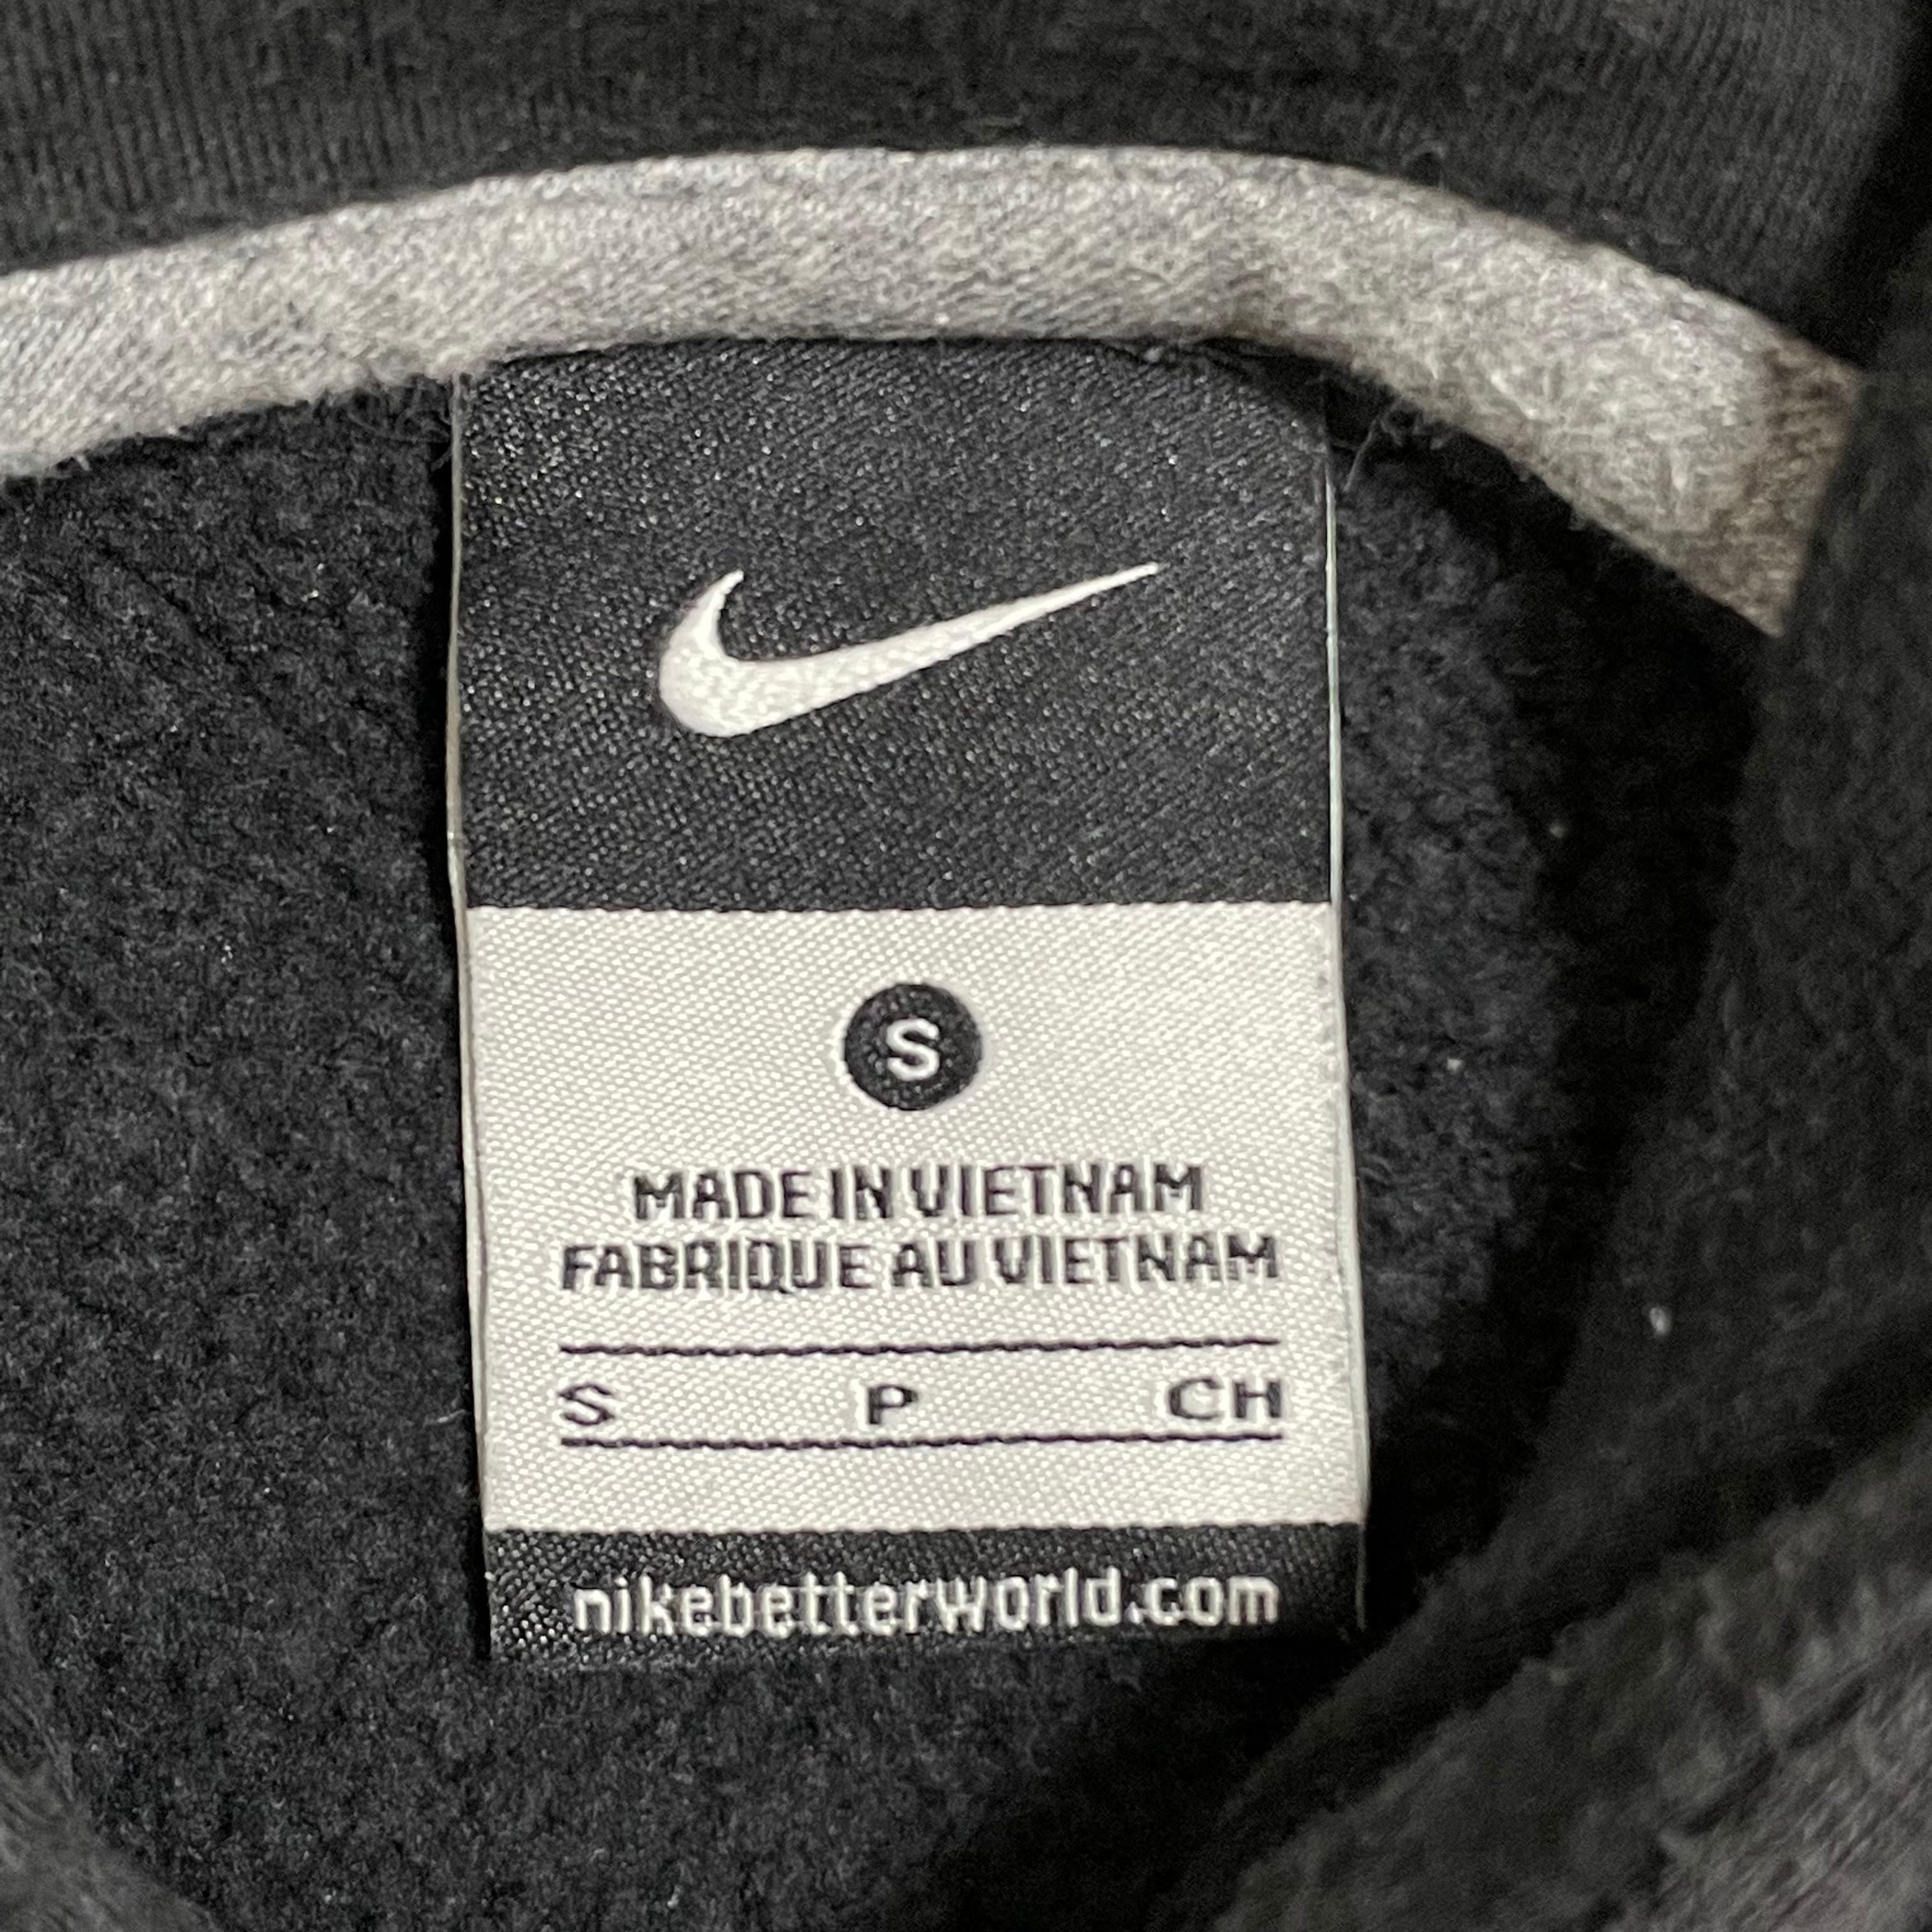 S
MADE IN VIETNAM
FABRIQUE AU VIETNAM
S P CH
nikebetterworld.com